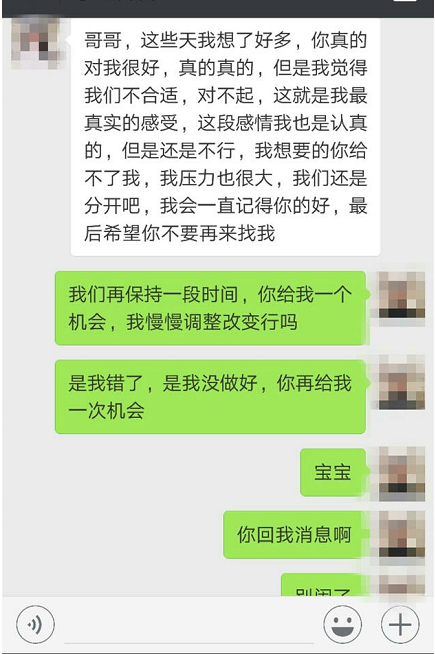 哥哥，这些天我想了好多，你真的
对我很好，真的真的，但是我觉得
我们不合适，对不起，这就是我最
真实的感受，这段感情我也是认真
的，但是还是不行，我想要的你给
不了我，我压力也很大，我们还是
分开吧，我会一直记得你的好，最
后希望你不要再来找我
我们再保持一段时间，你给我一个
机会，我慢慢调整改变行吗
是我错了，是我没做好，你再给我
一次机会
宝宝
你回我消息啊
别闹了